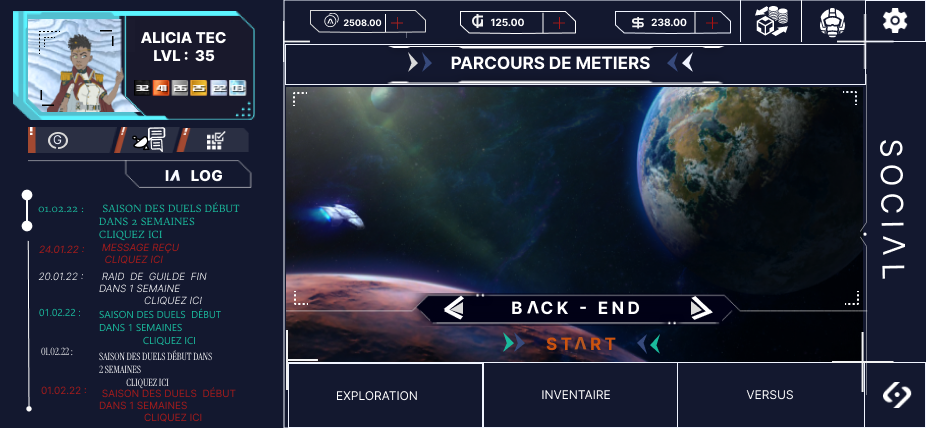 ALICIA TEC
LVL : 35
32 41 26 25 22 13
IA LOG
01.02.22 : SAISON DES DUELS DÉBUT
DANS 2 SEMAINES
CLIQUEZ ICI
24.01.22 : MESSAGE REÇU
CLIQUEZ ICI
20.01.22 : RAID DE GUILDE FIN
DANS 1 SEMAINE
CLIQUEZ ICI
01.02.22 : SAISON DES DUELS DÉBUT
DANS 1 SEMAINES
CLIQUEZ ICI
01.02.22 : SAISON DES DUELS DÉBUT DANS
2 SEMAINES
CLIQUEZ ICI
01.02.22 : SAISON DES DUELS DÉBUT
DANS 1 SEMAINES
CLIQUEZ ICI
2508.00
125.00
238.00
PARCOURS DE METIERS
BACK - END
START
EXPLORATION
INVENTAIRE
VERSUS
SOCIAL